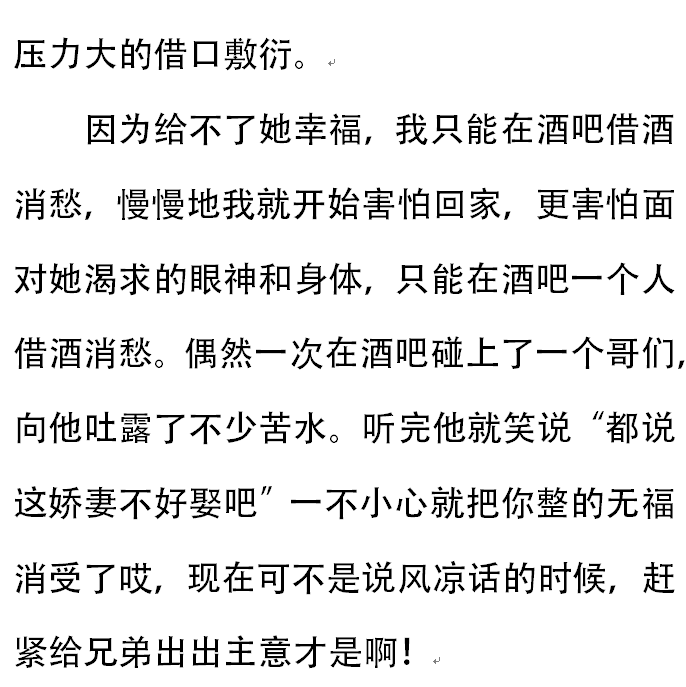 压力大的借口敷衍。
因为给不了她幸福，我只能在酒吧借酒
消愁，慢慢地我就开始害怕回家，更害怕面
对她渴求的眼神和身体，只能在酒吧一个人
借酒消愁。偶然一次在酒吧碰上了一个哥们，
向他吐露了不少苦水。听完他就笑说“都说
这娇妻不好娶吧”一不小心就把你整的无福
消受了哎，现在可不是说风凉话的时候，赶
紧给兄弟出出主意才是啊！